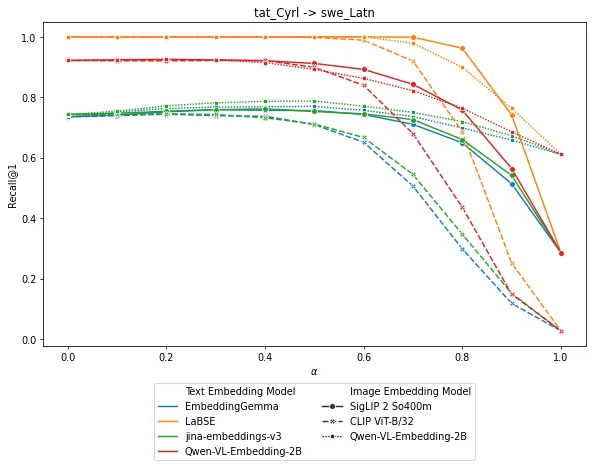 tat_Cyrl -> swe_Latn
Recall@1
1.0
0.8
0.6
0.4
0.2
0.0
0.0 0.2 0.4 0.6 0.8 1.0
α
Text Embedding Model
EmbeddingGemma
LaBSE
jina-embeddings-v3
Qwen-VL-Embedding-2B
Image Embedding Model
SigLIP 2 So400m
CLIP ViT-B/32
Qwen-VL-Embedding-2B